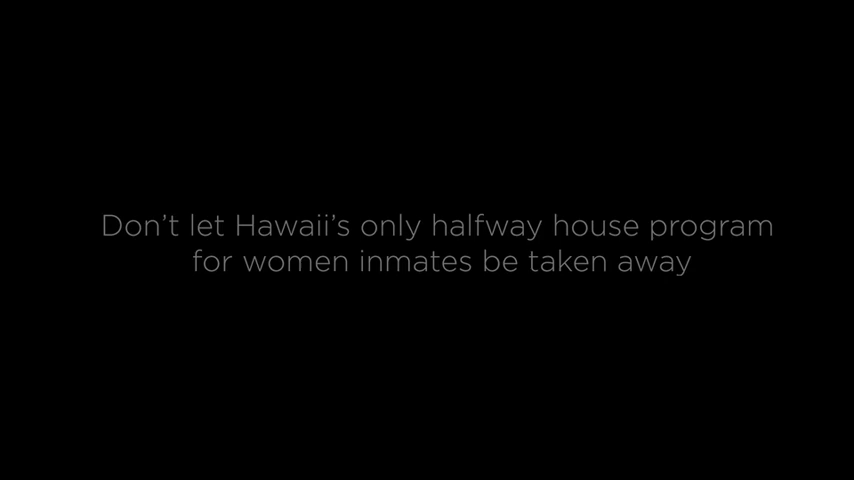 Don’t let Hawaii’s only halfway house program
for women inmates be taken away